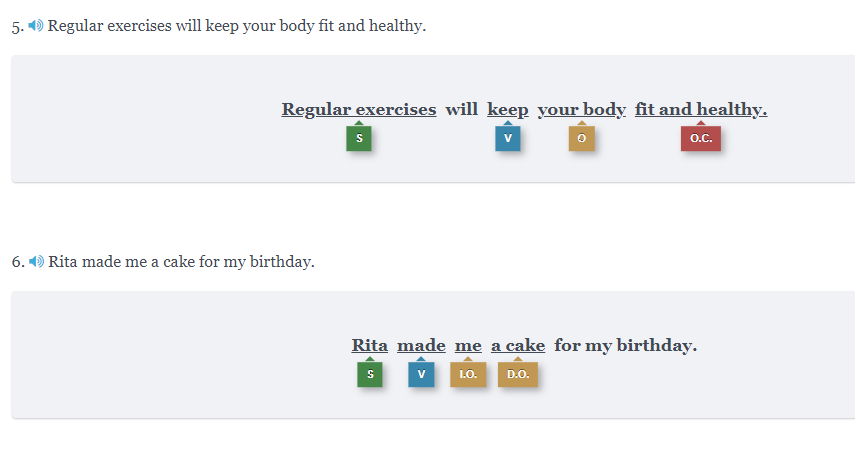 5. Regular exercises will keep your body fit and healthy.
Regular exercises will keep your body fit and healthy.
S V O O.C.
6. Rita made me a cake for my birthday.
Rita made me a cake for my birthday.
S V I.O. D.O.